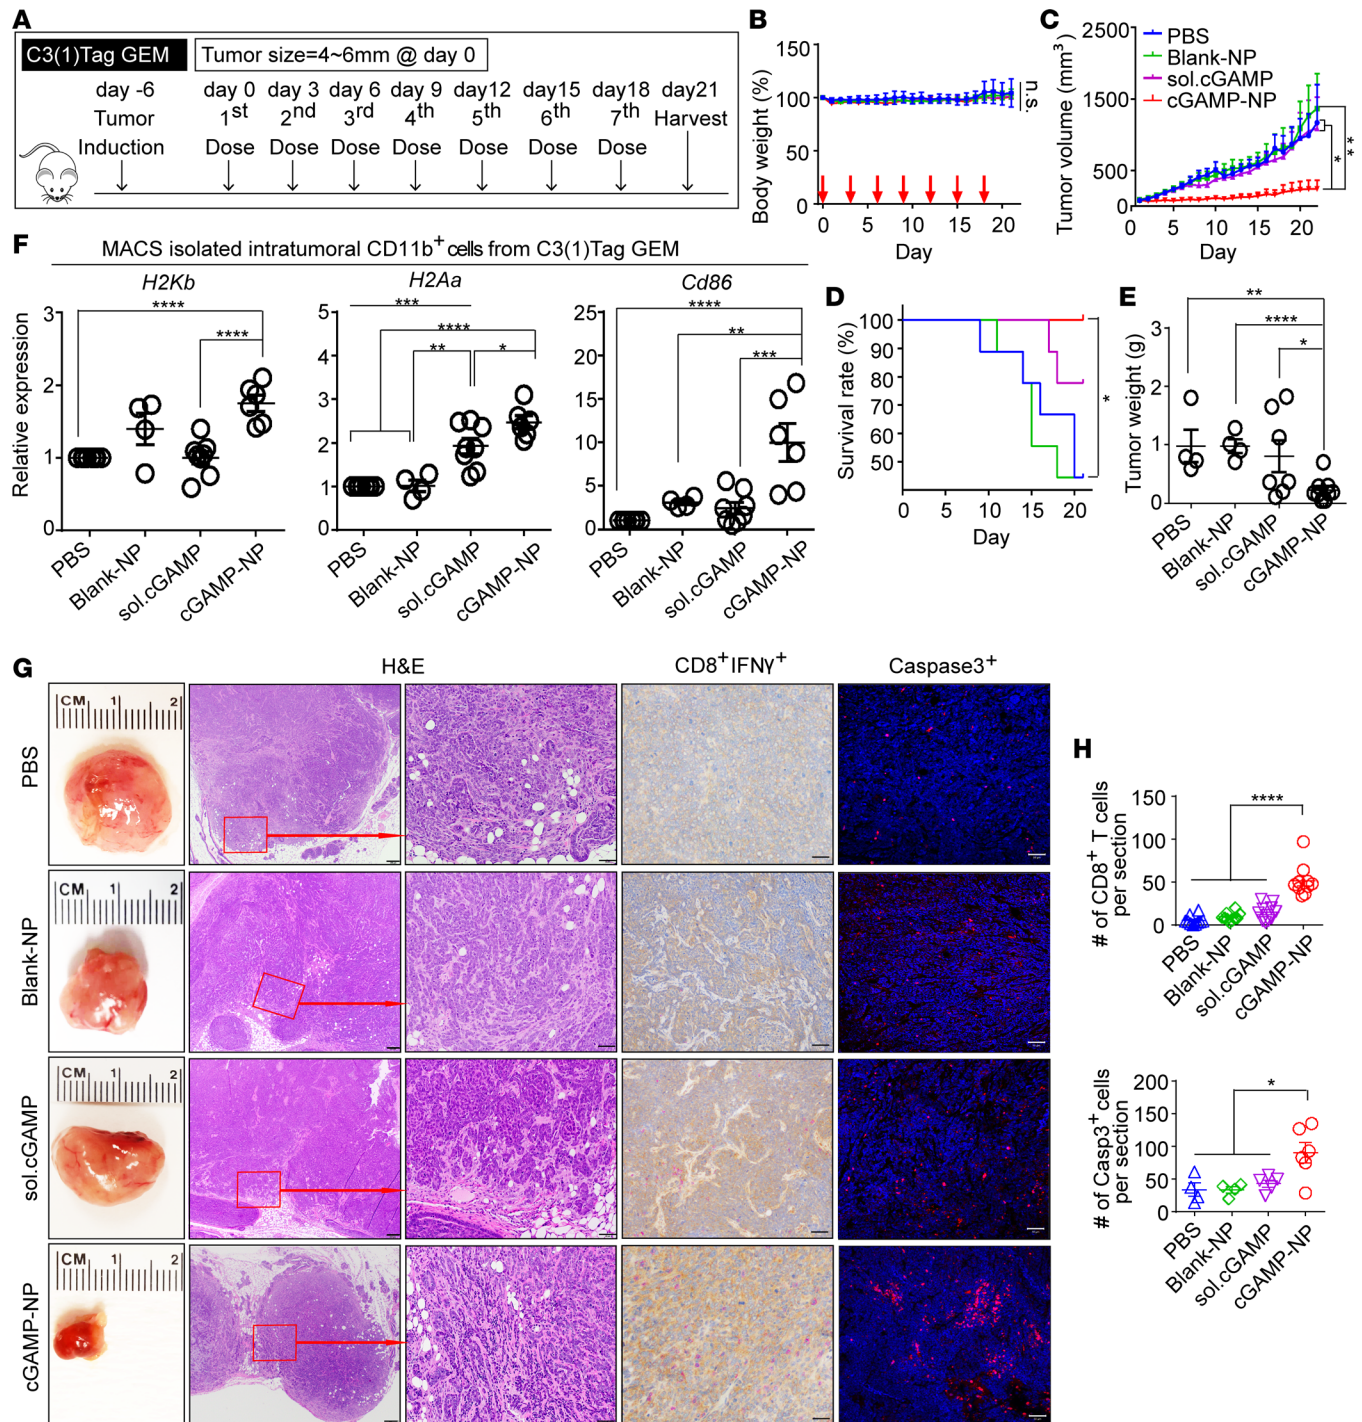 A
C3(1)Tag GEM
Tumor size=4~6mm @ day 0
day -6 day 0 day 3 day 6 day 9 day12 day15 day18 day21
Tumor 1st 2nd 3rd 4th 5th 6th 7th Harvest
Induction Dose Dose Dose Dose Dose Dose Dose
B
Body weight (%)
150
100
50
0
0 5 10 15 20
Day
n.s.
C
Tumor volume (mm3)
2500
1500
500
0
0 10 15 20
Day
PBS
Blank-NP
sol.cGAMP
cGAMP-NP
*
**
F
MACS isolated intratumoral CD11b+ cells from C3(1)Tag GEM
H2Kb
Relative expression
3
2
1
0
****
****
PBS
Blank-NP
sol.cGAMP
cGAMP-NP
H2Aa
5
4
3
2
1
0
***
****
**
*
PBS
Blank-NP
sol.cGAMP
cGAMP-NP
Cd86
25
20
15
10
5
0
****
**
***
PBS
Blank-NP
sol.cGAMP
cGAMP-NP
D
Survival rate (%)
100
90
80
70
60
50
0 5 10 15 20
Day
*
E
Tumor weight (g)
3
2
1
0
**
****
*
PBS
Blank-NP
sol.cGAMP
cGAMP-NP
G
H&E
CD8+IFNγ+
Caspase3+
PBS
CM 1 2
Blank-NP
CM 1 2
sol.cGAMP
CM 1 2
cGAMP-NP
CM 1 2
H
# of CD8+ T cells
per section
150
100
50
0
****
PBS
Blank-NP
sol.cGAMP
cGAMP-NP
# of Casp3+ cells
per section
200
150
100
50
0
*
PBS
Blank-NP
sol.cGAMP
cGAMP-NP